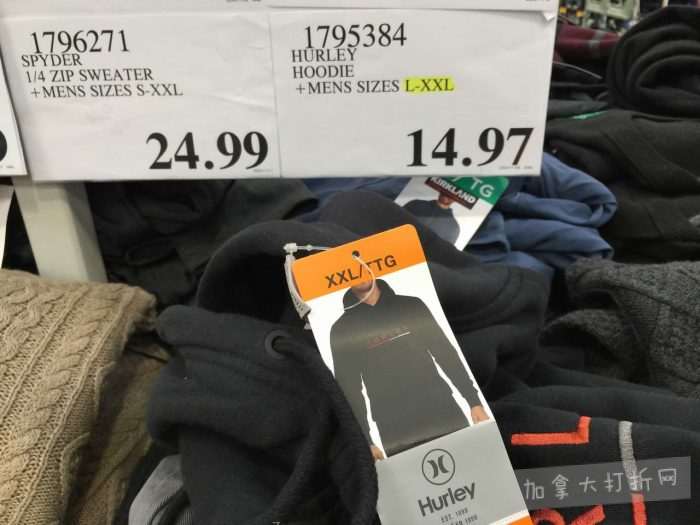 1796271
SPYDER
1/4 ZIP SWEATER
+MENS SIZES S-XXL
24.99
1795384
HURLEY
HOODIE
+MENS SIZES L-XXL
14.97
TG
KIRKLAND
XXL/TTG
Hurley
EST. 1999
加拿大打折网